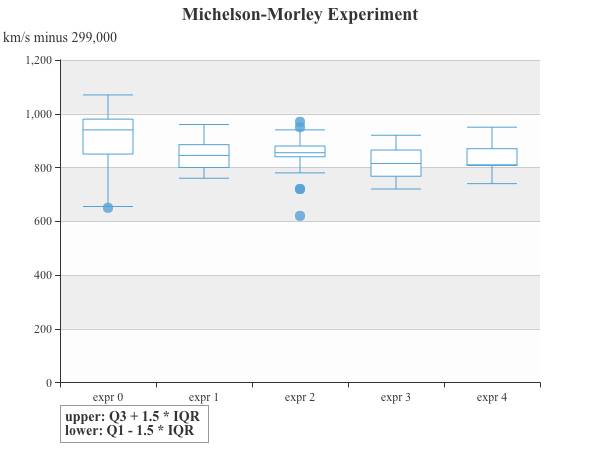 Michelson-Morley Experiment
km/s minus 299,000
1,200
1,000
800
600
400
200
0
expr 0 expr 1 expr 2 expr 3 expr 4
upper: Q3 + 1.5 * IQR
lower: Q1 - 1.5 * IQR